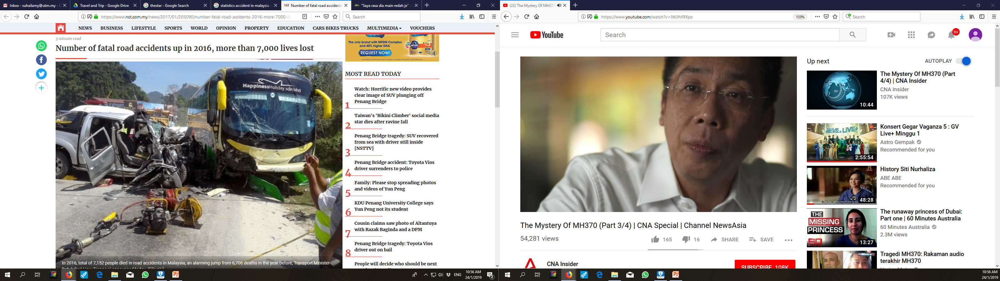 Inbox - suhailamy@utm.my -
Travel and Trip - Google Drive
thestar - Google Search
statistics accident in malaysia -
NST Number of fatal road accidents
"Saya rasa dia main redah je" -
https://www.nst.com.my/news/2017/01/205090/number-fatal-road-accidents-2016-more-7000-li
Search
NEWS BUSINESS LIFESTYLE SPORTS WORLD OPINION PROPERTY EDUCATION CARS BIKES TRUCKS MULTIMEDIA VOUCHERS
3 minute read
Number of fatal road accidents up in 2016, more than 7,000 lives lost
HappinessHoliday sdn bhd
In 2016, total of 7,152 people died in road accidents in Malaysia, an alarming jump from 6,706 deaths in the year before, Transport Minister
The only brand with MFGM Complex
and 40% higher DHA
MFGM
3
REQUEST NOW!
MOST READ TODAY
1
Watch: Horrific new video provides
clear image of SUV plunging off
Penang Bridge
2
Taiwan's 'Bikini Climber' social media
star dies after ravine fall
3
Penang Bridge tragedy: SUV recovered
from sea with driver still inside
[NSTTV]
4
Penang Bridge accident: Toyota Vios
driver surrenders to police
5
Family: Please stop spreading photos
and videos of Yun Peng
6
KDU Penang University College says
Yun Peng not its student
7
Cousin claims saw photo of Altantuya
with Razak Baginda and a DPM
8
Penang Bridge tragedy: Toyota Vios
driver out on bail
People will decide who should be next
ENG
10:56 AM
24/1/2019
2
(22) The Mystery Of MH370
https://www.youtube.com/watch?v=IWJlhlI9Xpo
133%
Search
YouTube
Search
9+
The Mystery Of MH370 (Part 3/4) | CNA Special | Channel NewsAsia
54,281 views
165
16
SHARE
SAVE
CNA Insider
SUBSCRIBE 108K
Up next
AUTOPLAY
10:44
The Mystery Of MH370 (Part
4/4) | CNA Insider
CNA Insider
107K views
LIVE+
2:55:54
Konsert Gegar Vaganza 5 : GV
Live+ Minggu 1
Astro Gempak
Recommended for you
48:28
History Siti Nurhaliza
ABE ABE
Recommended for you
THE
MISSING
PRINCESS
60
MINUTES
13:27
The runaway princess of Dubai:
Part one | 60 Minutes Australia
60 Minutes Australia
2.3M views
myMetroTV
Tragedi MH370: Rakaman audio
terakhir MH370
10:56 AM
24/1/2019